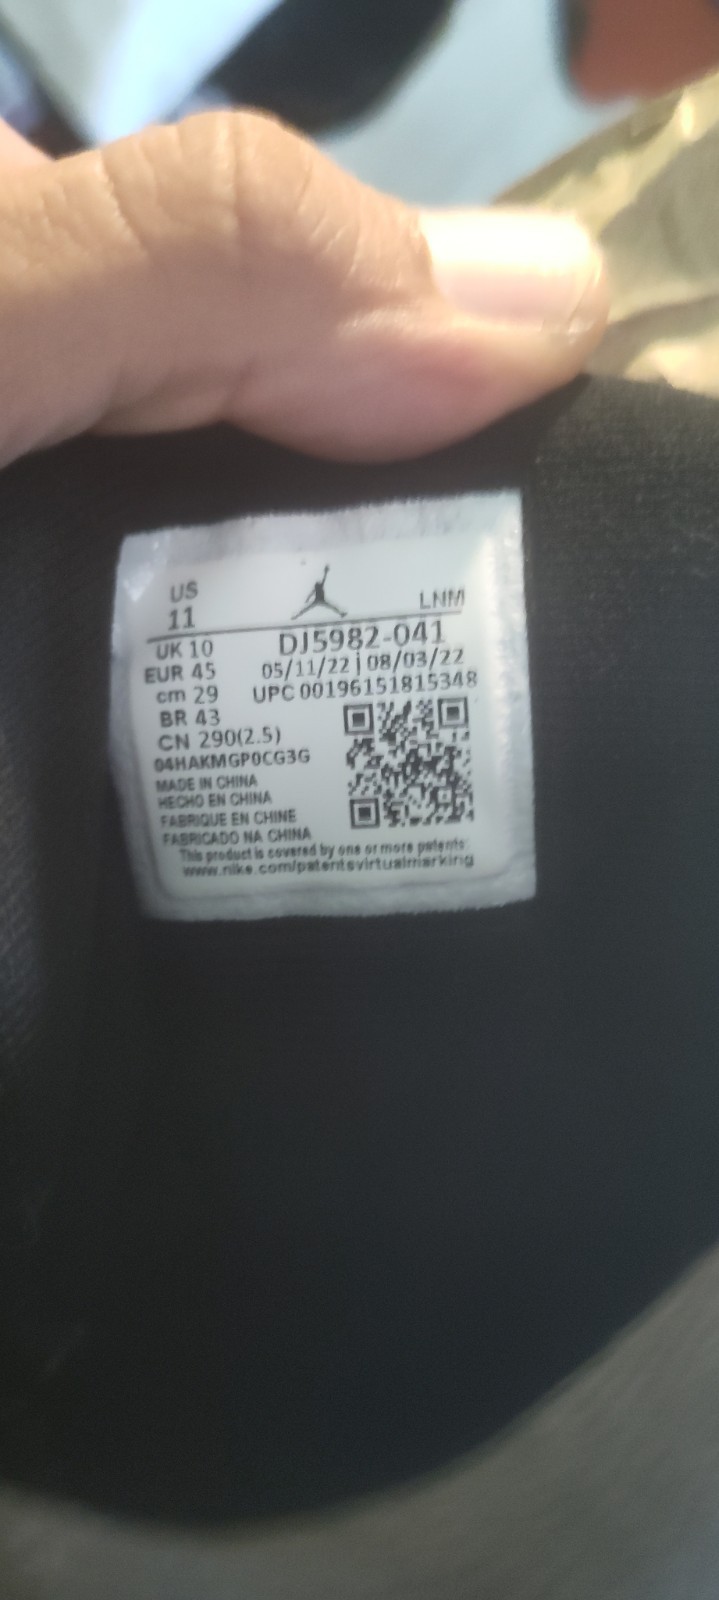 US LNM
11
UK 10 DJ5982-041
EUR 45 05/11/22 | 08/03/22
cm 29 UPC 00196151815348
BR 43
CN 290(2.5)
04HAKMGP0CG3G
MADE IN CHINA
HECHO EN CHINA
FABRIQUE EN CHINE
FABRICADO NA CHINA
This product is covered by one or more patents:
www.nike.com/patentsvirtualmarking